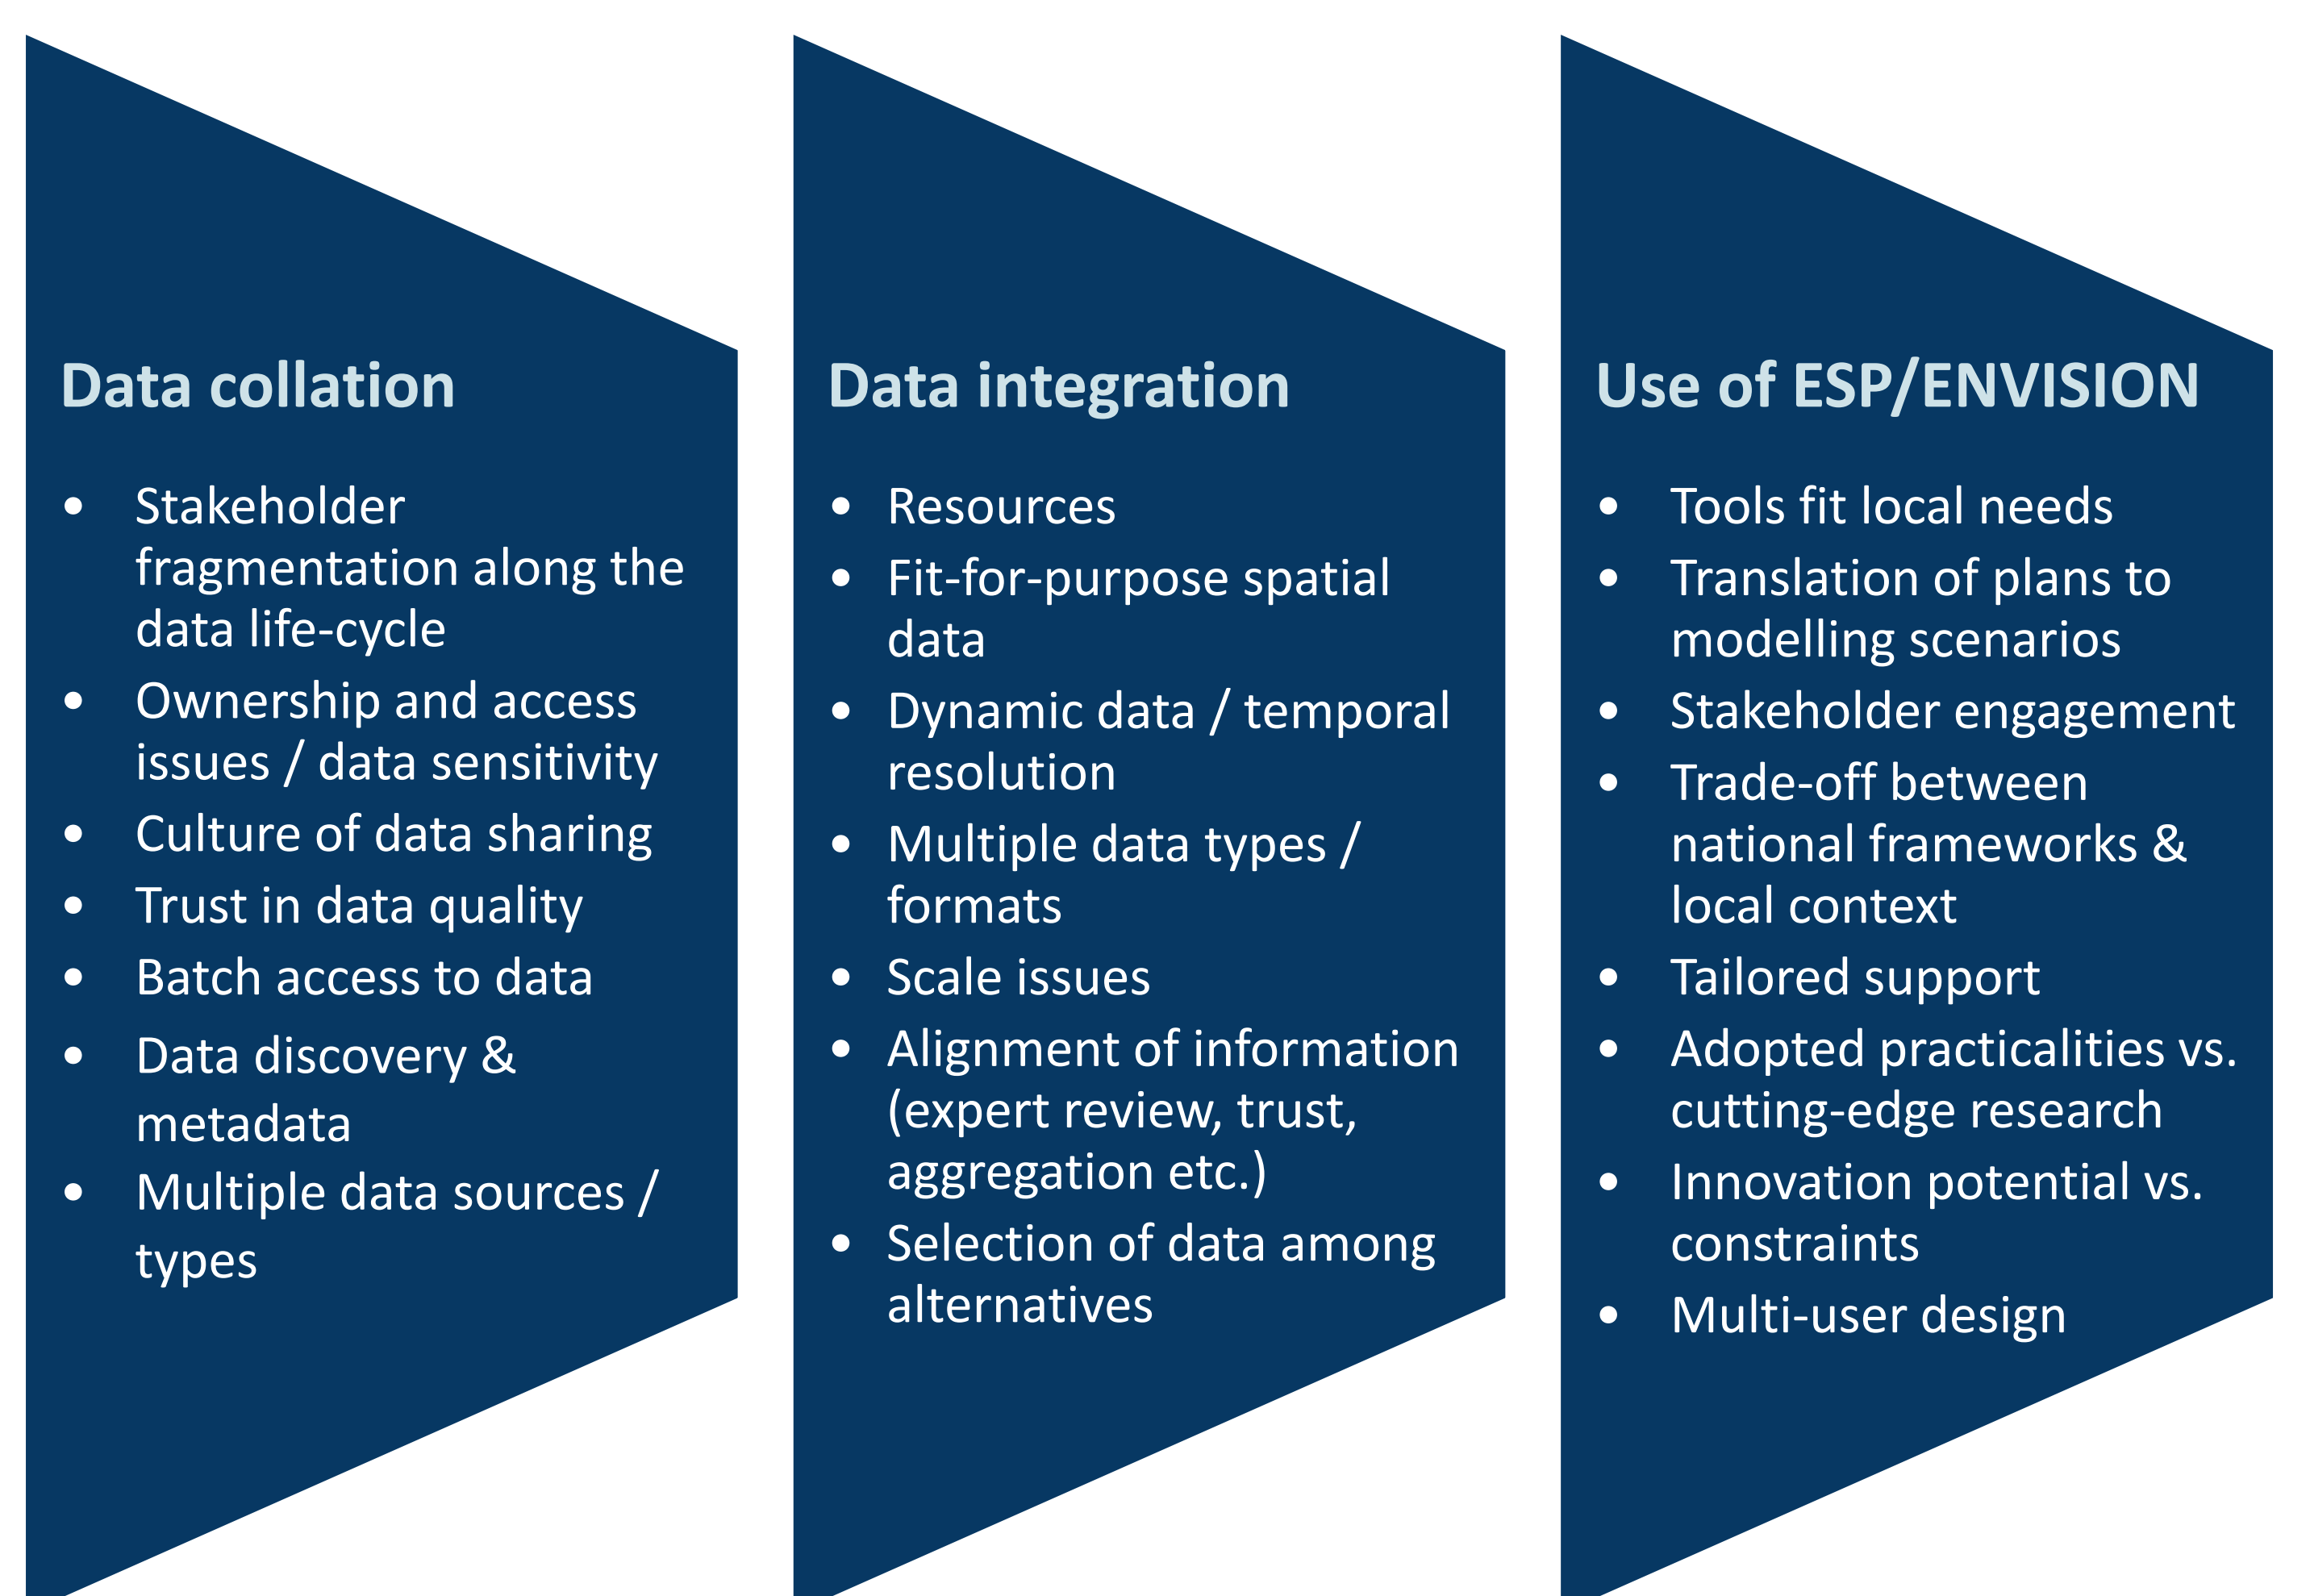 Data collation
• Stakeholder
fragmentation along the
data life-cycle
• Ownership and access
issues / data sensitivity
• Culture of data sharing
• Trust in data quality
• Batch access to data
• Data discovery &
metadata
• Multiple data sources /
types
Data integration
• Resources
• Fit-for-purpose spatial
data
• Dynamic data / temporal
resolution
• Multiple data types /
formats
• Scale issues
• Alignment of information
(expert review, trust,
aggregation etc.)
• Selection of data among
alternatives
Use of ESP/ENVISION
• Tools fit local needs
• Translation of plans to
modelling scenarios
• Stakeholder engagement
• Trade-off between
national frameworks &
local context
• Tailored support
• Adopted practicalities vs.
cutting-edge research
• Innovation potential vs.
constraints
• Multi-user design